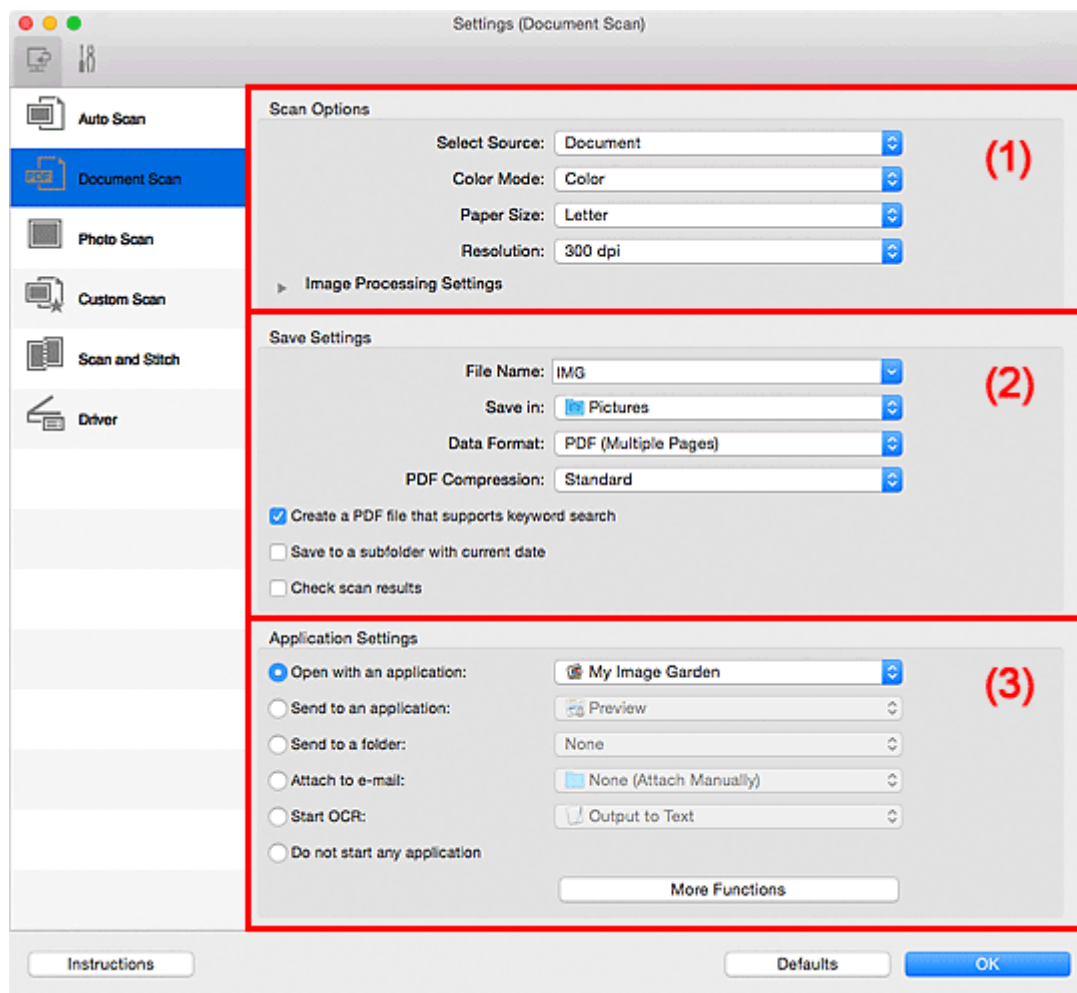 Settings (Document Scan)
Auto Scan
PDF Document Scan
Photo Scan
Custom Scan
Scan and Stitch
Driver
Scan Options
(1)
Select Source: Document
Color Mode: Color
Paper Size: Letter
Resolution: 300 dpi
Image Processing Settings
Save Settings
(2)
File Name: IMG
Save in: Pictures
Data Format: PDF (Multiple Pages)
PDF Compression: Standard
Create a PDF file that supports keyword search
Save to a subfolder with current date
Check scan results
Application Settings
(3)
Open with an application: My Image Garden
Send to an application: Preview
Send to a folder: None
Attach to e-mail: None (Attach Manually)
Start OCR: Output to Text
Do not start any application
More Functions
Instructions
Defaults
OK